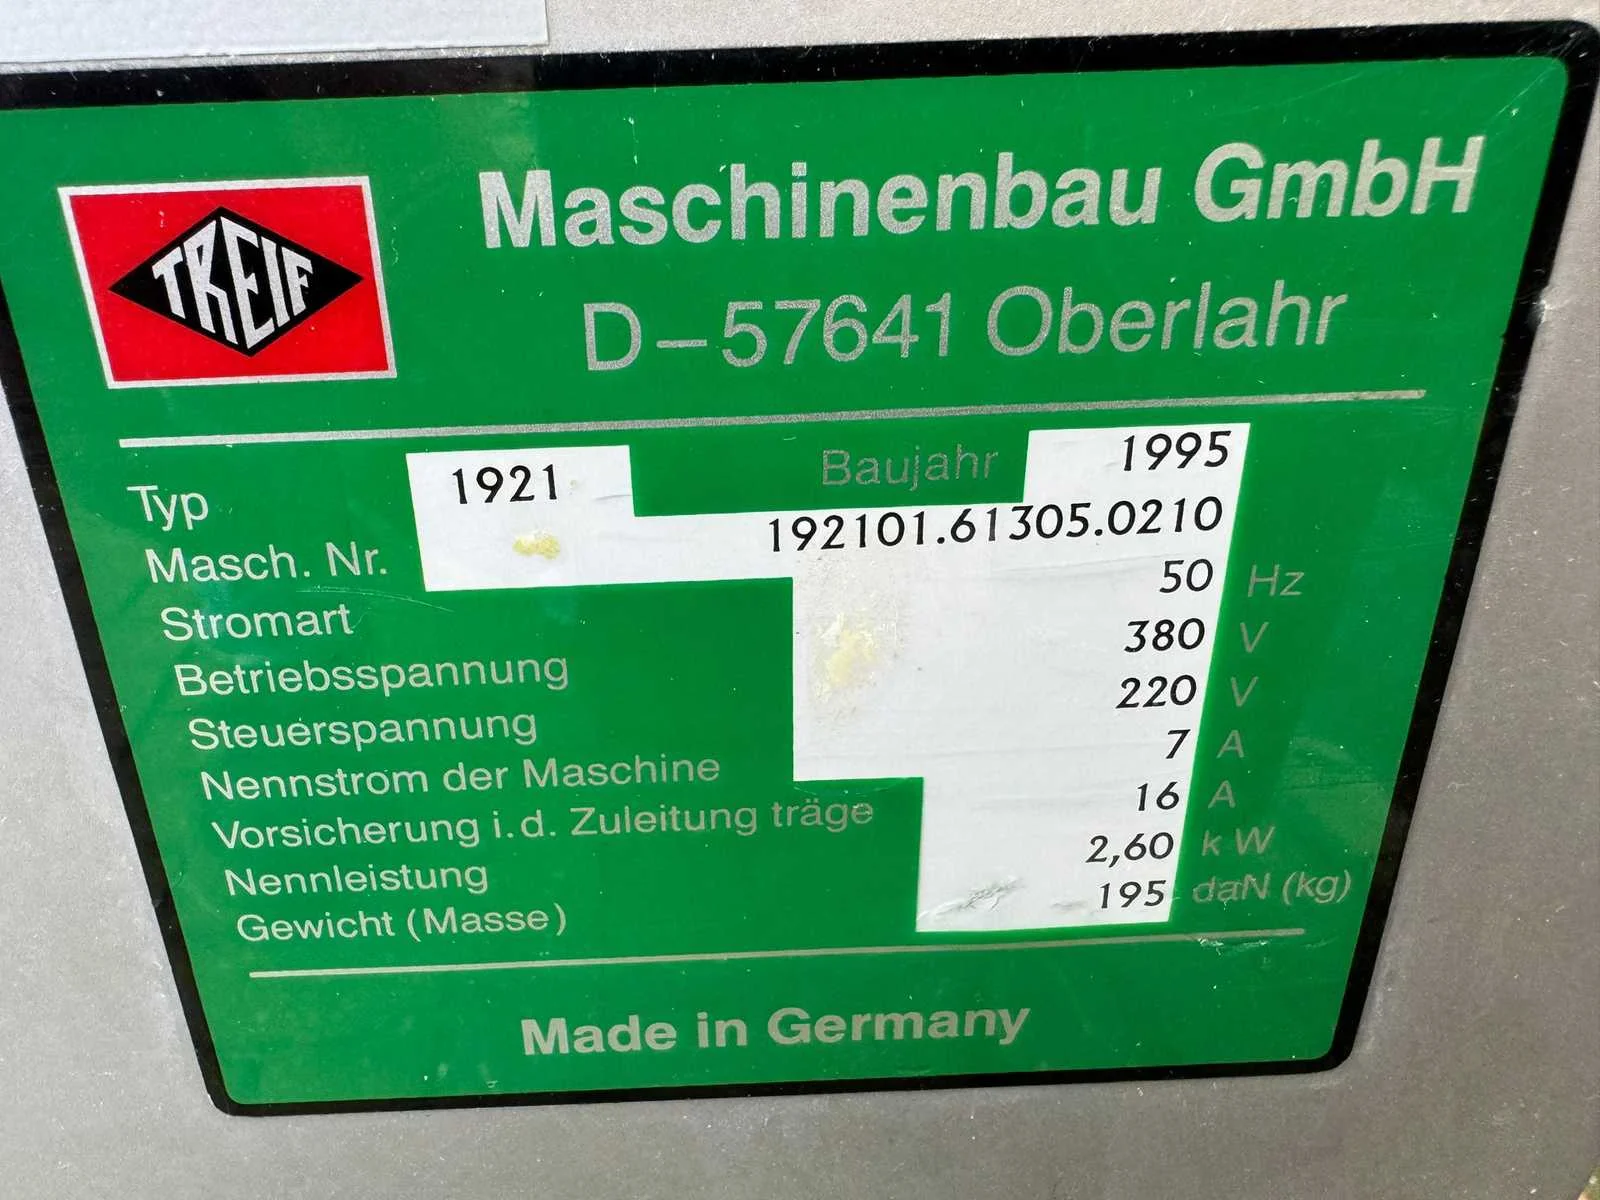 TREIF
Maschinenbau GmbH
D-57641 Oberlahr
Typ 1921 Baujahr 1995
Masch. Nr. 192101.61305.0210
Stromart 50 Hz
Betriebsspannung 380 V
Steuerspannung 220 V
Nennstrom der Maschine 7 A
Vorsicherung i.d. Zuleitung träge 16 A
Nennleistung 2,60 kW
Gewicht (Masse) 195 daN (kg)
Made in Germany